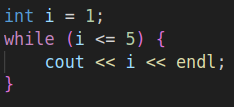 int i = 1;
while (i <= 5) {
    cout << i << endl;
}